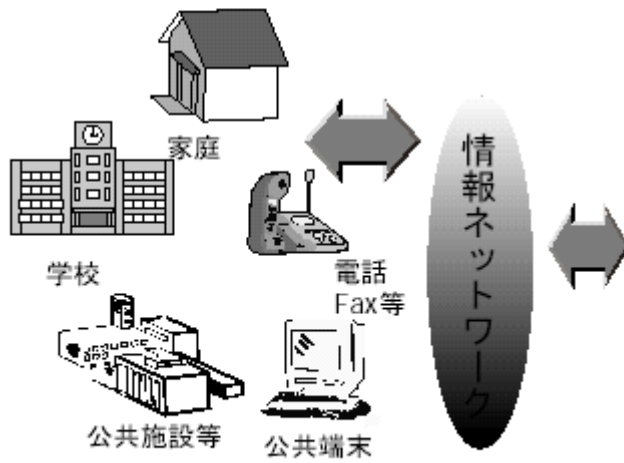 家庭
学校
電話
Fax等
公共施設等
公共端末
情報ネットワーク